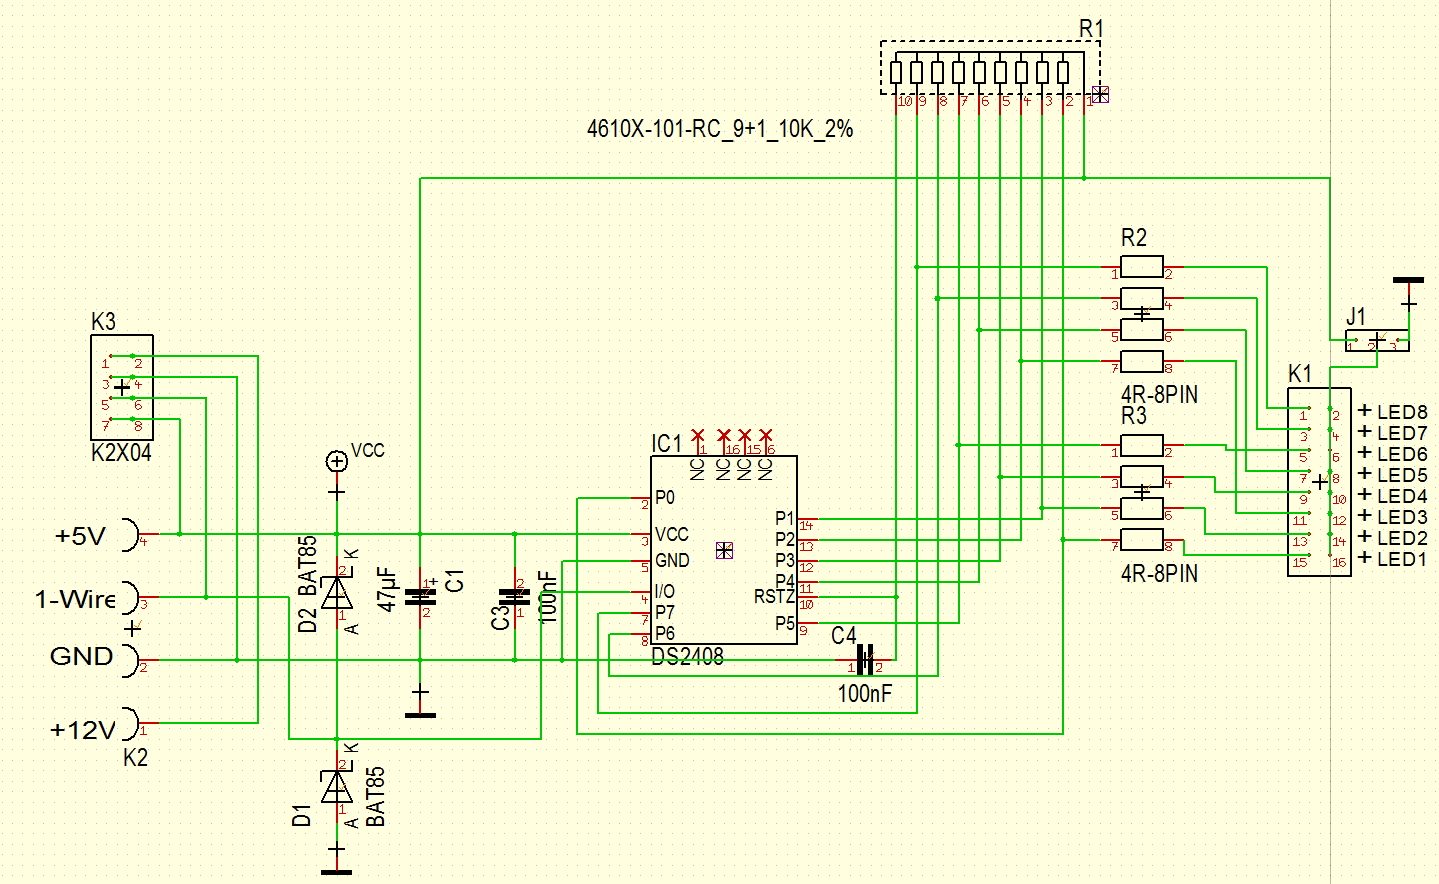 R1
10 9 8 7 6 5 4 3 2 1
4610X-101-RC_9+1_10K_2%
R2
1 2
3 4
5 6
7 8
4R-8PIN
J1
1 2 3
K3
1 2
3 4
5 6
7 8
K2X04
K1
1 2 + LED8
3 4 + LED7
5 6 + LED6
7 8 + LED5
9 10 + LED4
11 12 + LED3
13 14 + LED2
15 16 + LED1
R3
1 2
3 4
5 6
7 8
4R-8PIN
VCC
IC1
1 16 15 6
NC NC NC NC
2 P0
3 VCC
5 GND
4 I/O
7 P7
8 P6
P1 14
P2 13
P3 12
P4 11
RSTZ 10
P5 9
DS2408
+5V 4
1-Wire 3
GND 2
+12V 1
K2
D2 BAT85
K
2
1
A
47µF
C1
1 +
2
C3
100nF
2
1
C4
1 2
100nF
D1
BAT85
K
2
1
A